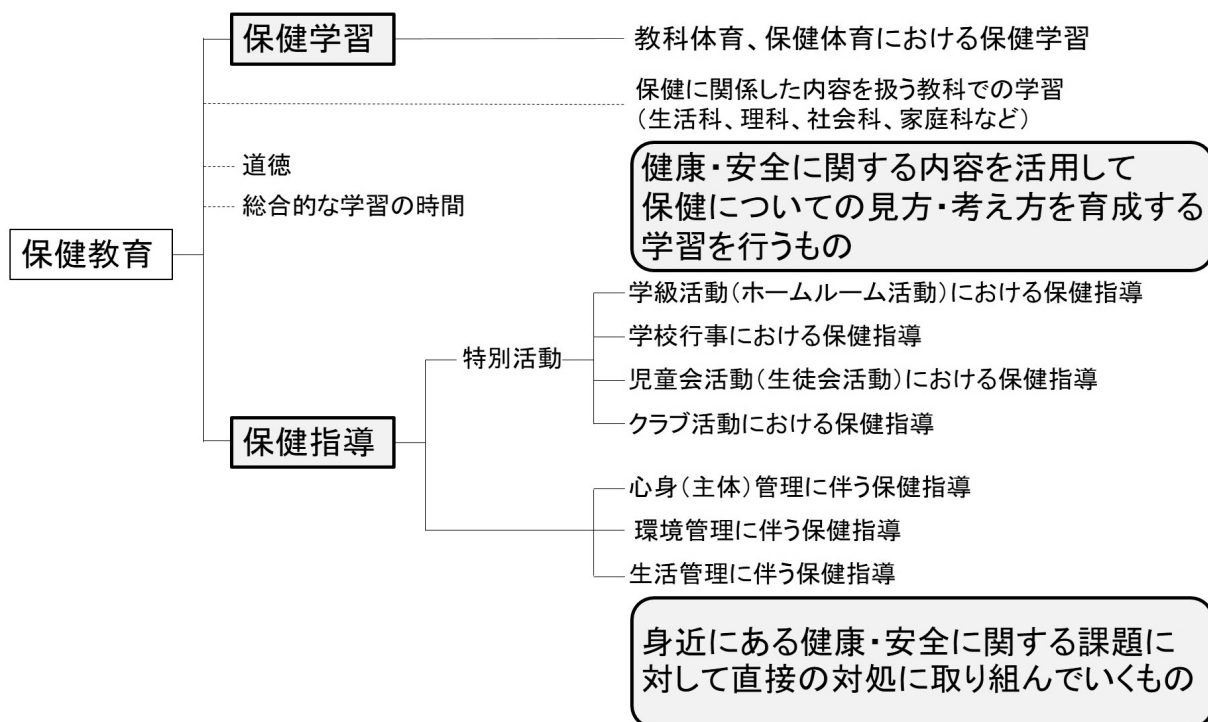 保健学習
教科体育、保健体育における保健学習
保健に関係した内容を扱う教科での学習
（生活科、理科、社会科、家庭科など）
道徳
総合的な学習の時間
健康・安全に関する内容を活用して
保健についての見方・考え方を育成する
学習を行うもの
保健教育
学級活動（ホームルーム活動）における保健指導
学校行事における保健指導
特別活動
児童会活動（生徒会活動）における保健指導
クラブ活動における保健指導
保健指導
心身（主体）管理に伴う保健指導
環境管理に伴う保健指導
生活管理に伴う保健指導
身近にある健康・安全に関する課題に
対して直接の対処に取り組んでいくもの